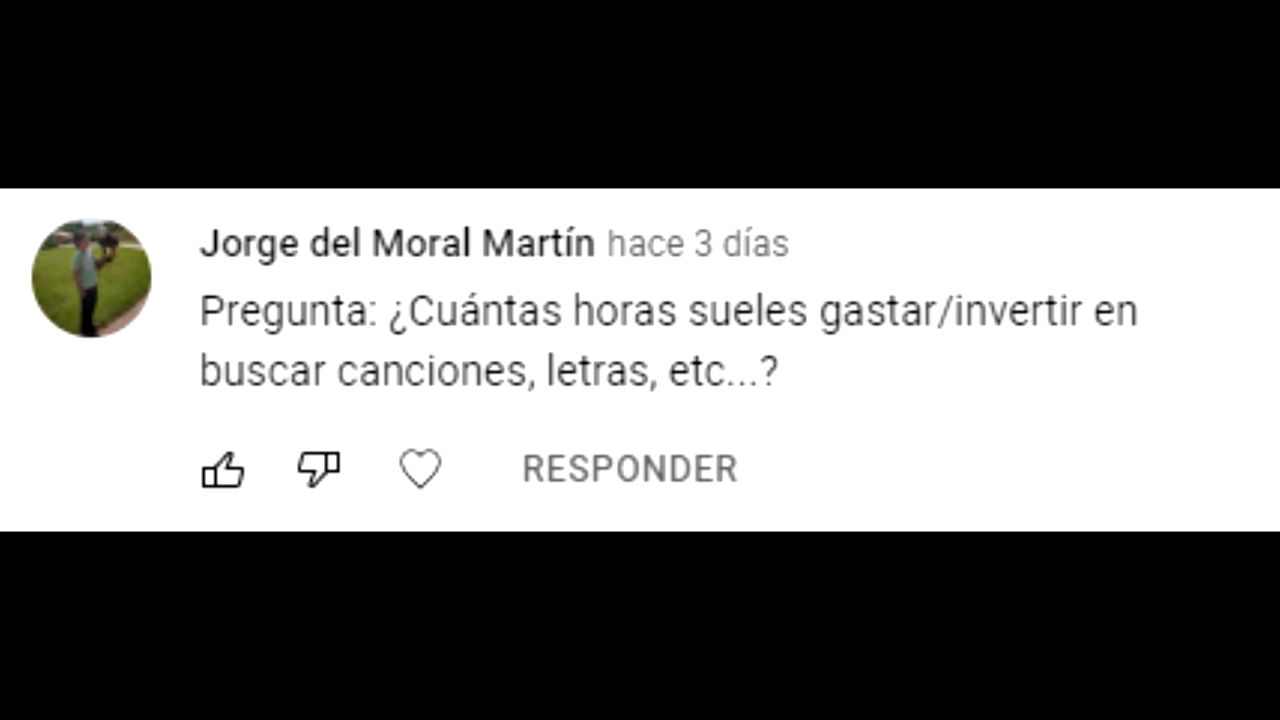 Jorge del Moral Martín hace 3 días
Pregunta: ¿Cuántas horas sueles gastar/invertir en
buscar canciones, letras, etc...?
RESPONDER